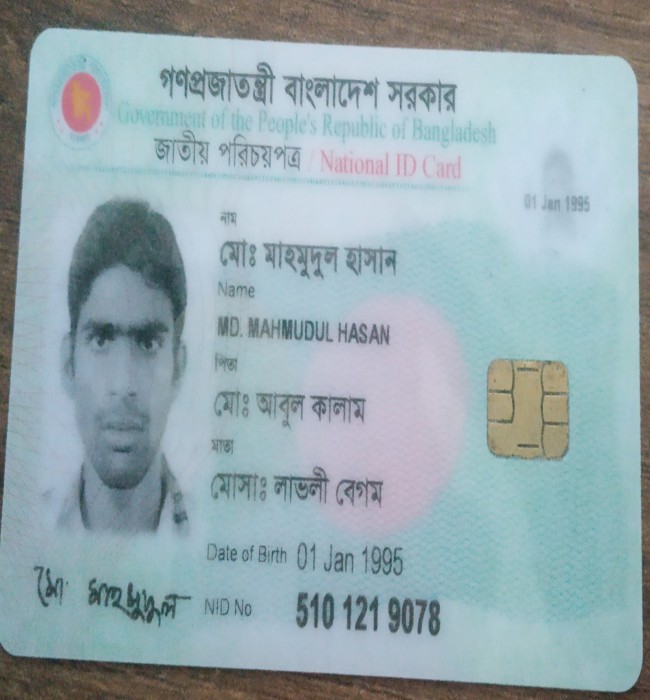 গণপ্রজাতন্ত্রী বাংলাদেশ সরকার
Government of the People's Republic of Bangladesh
জাতীয় পরিচয়পত্র / National ID Card
01 Jan 1995
নাম
মোঃ মাহমুদুল হাসান
Name
MD. MAHMUDUL HASAN
পিতা
মোঃ আবুল কালাম
মাতা
মোসাঃ লাভলী বেগম
Date of Birth 01 Jan 1995
মোঃ মাহমুদুল
NID No 510 121 9078